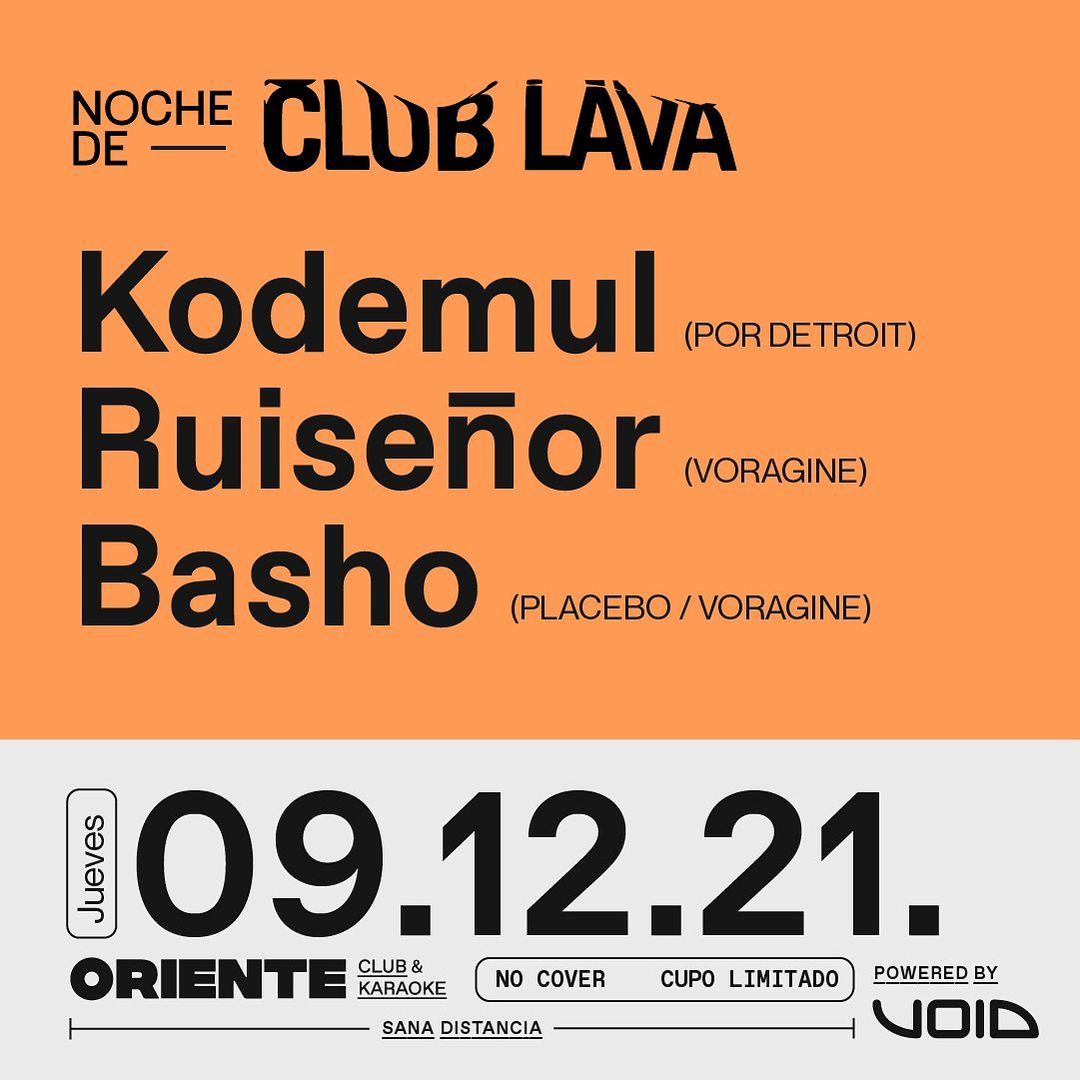 NOCHE
DE
CLUB LAVA
Kodemul (POR DETROIT)
Ruiseñor (VORAGINE)
Basho (PLACEBO / VORAGINE)
Jueves
09.12.21.
ORIENTE
CLUB &
KARAOKE
NO COVER CUPO LIMITADO
SANA DISTANCIA
POWERED BY
VOID